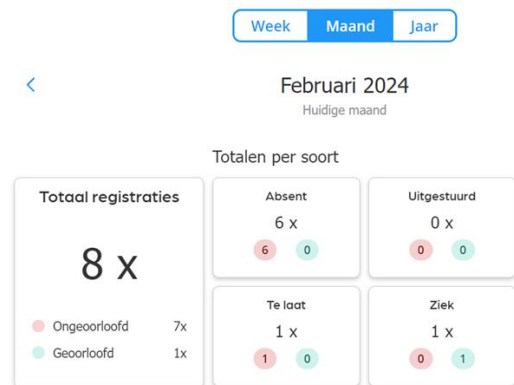 Week Maand Jaar
Februari 2024
Huidige maand
Totalen per soort
Totaal registraties
8 x
Ongeoorloofd 7x
Geoorloofd 1x
Absent
6 x
6 0
Uitgestuurd
0 x
0 0
Te laat
1 x
1 0
Ziek
1 x
0 1